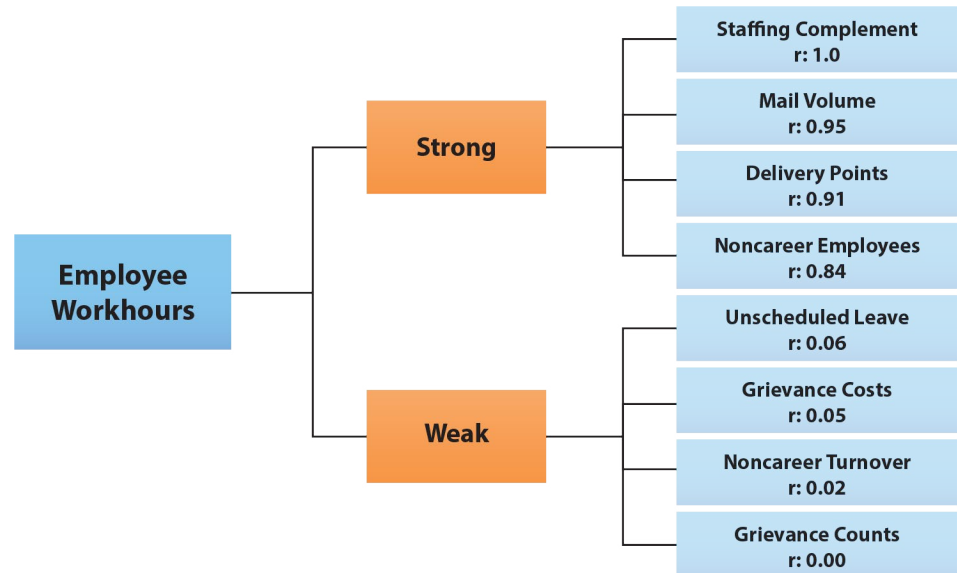 Employee
Workhours
Strong
Weak
Staffing Complement
r: 1.0
Mail Volume
r: 0.95
Delivery Points
r: 0.91
Noncareer Employees
r: 0.84
Unscheduled Leave
r: 0.06
Grievance Costs
r: 0.05
Noncareer Turnover
r: 0.02
Grievance Counts
r: 0.00